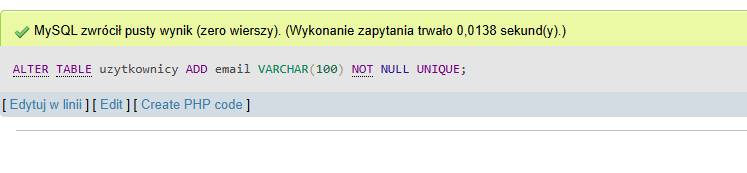 MySQL zwrócił pusty wynik (zero wierszy). (Wykonanie zapytania trwało 0,0138 sekund(y).)
ALTER TABLE uzytkownicy ADD email VARCHAR(100) NOT NULL UNIQUE;
[ Edytuj w linii ] [ Edit ] [ Create PHP code ]